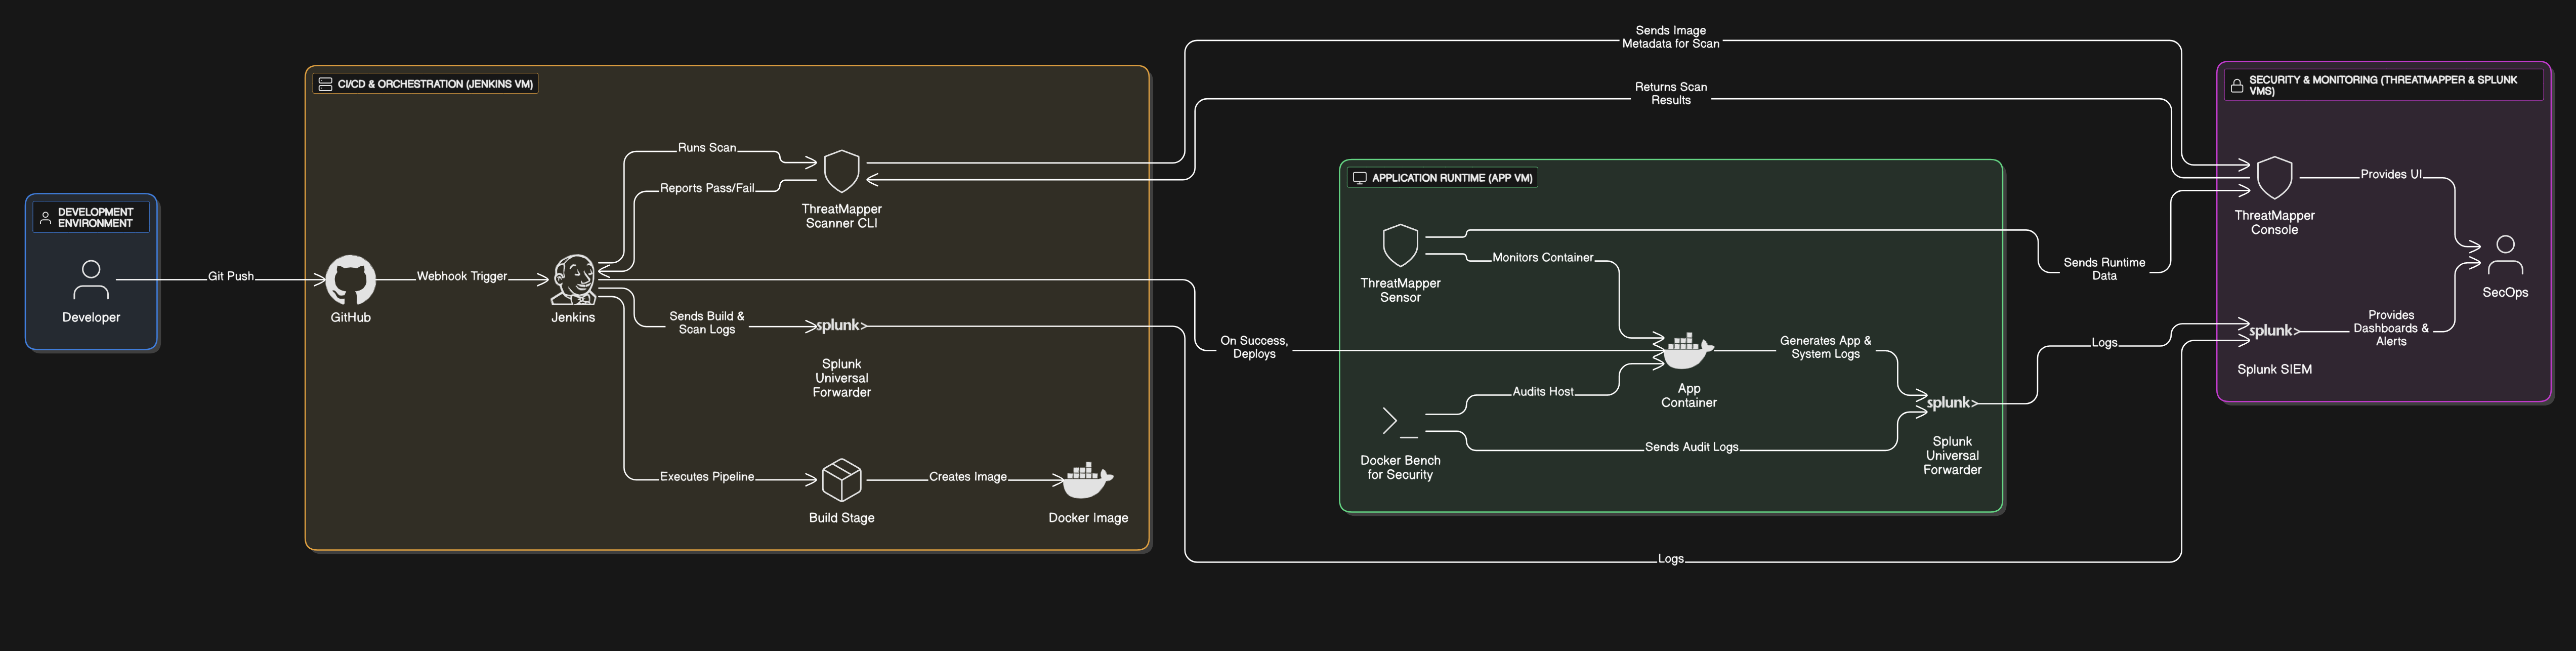 Sends Image
Metadata for Scan
Returns Scan
Results
CI/CD & ORCHESTRATION (JENKINS VM)
SECURITY & MONITORING (THREATMAPPER & SPLUNK
VMS)
Runs Scan
Reports Pass/Fail
ThreatMapper
Scanner CLI
APPLICATION RUNTIME (APP VM)
Provides UI
ThreatMapper
Console
DEVELOPMENT
ENVIRONMENT
Developer
Git Push
GitHub
Webhook Trigger
Jenkins
Sends Build &
Scan Logs
splunk>
Splunk
Universal
Forwarder
Executes Pipeline
Build Stage
Creates Image
Docker Image
On Success,
Deploys
ThreatMapper
Sensor
Monitors Container
Sends Runtime
Data
SecOps
Audits Host
App
Container
Generates App &
System Logs
Docker Bench
for Security
Sends Audit Logs
splunk>
Splunk
Universal
Forwarder
Logs
splunk>
Splunk SIEM
Provides
Dashboards &
Alerts
Logs